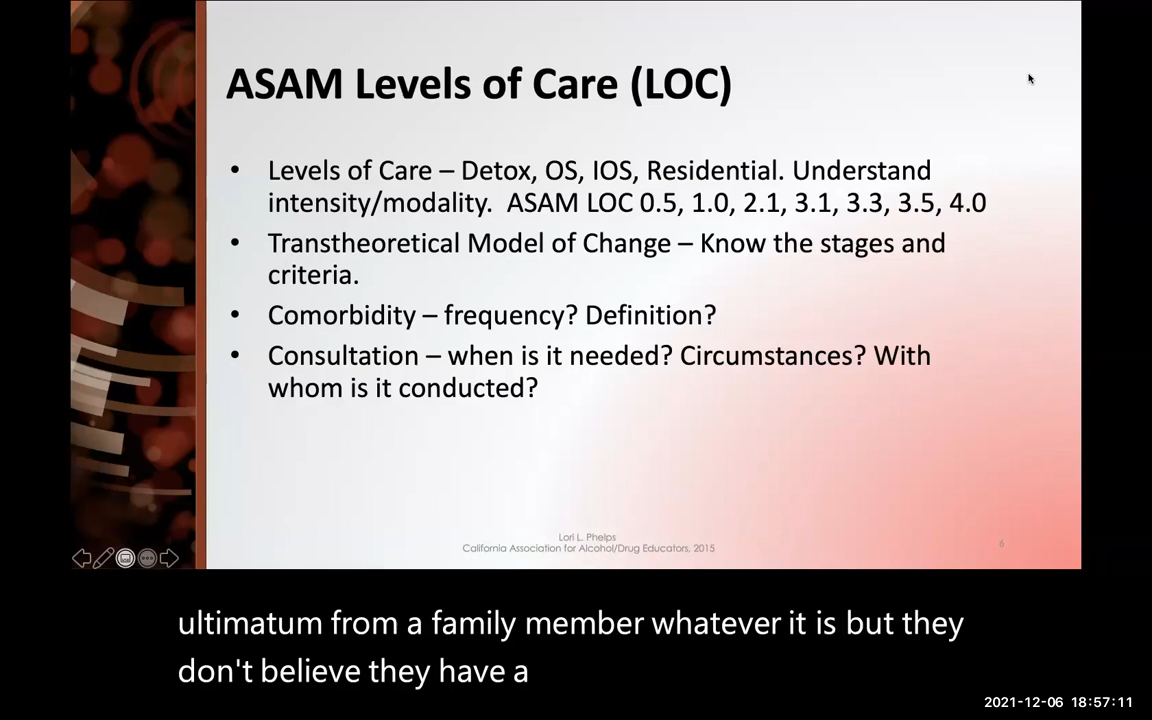 ASAM Levels of Care (LOC)
• Levels of Care – Detox, OS, IOS, Residential. Understand
intensity/modality.  ASAM LOC 0.5, 1.0, 2.1, 3.1, 3.3, 3.5, 4.0
• Transtheoretical Model of Change – Know the stages and
criteria.
• Comorbidity – frequency? Definition?
• Consultation – when is it needed? Circumstances? With
whom is it conducted?
Lori L. Phelps
California Association for Alcohol/Drug Educators, 2015
6
ultimatum from a family member whatever it is but they
don't believe they have a
2021-12-06 18:57:11